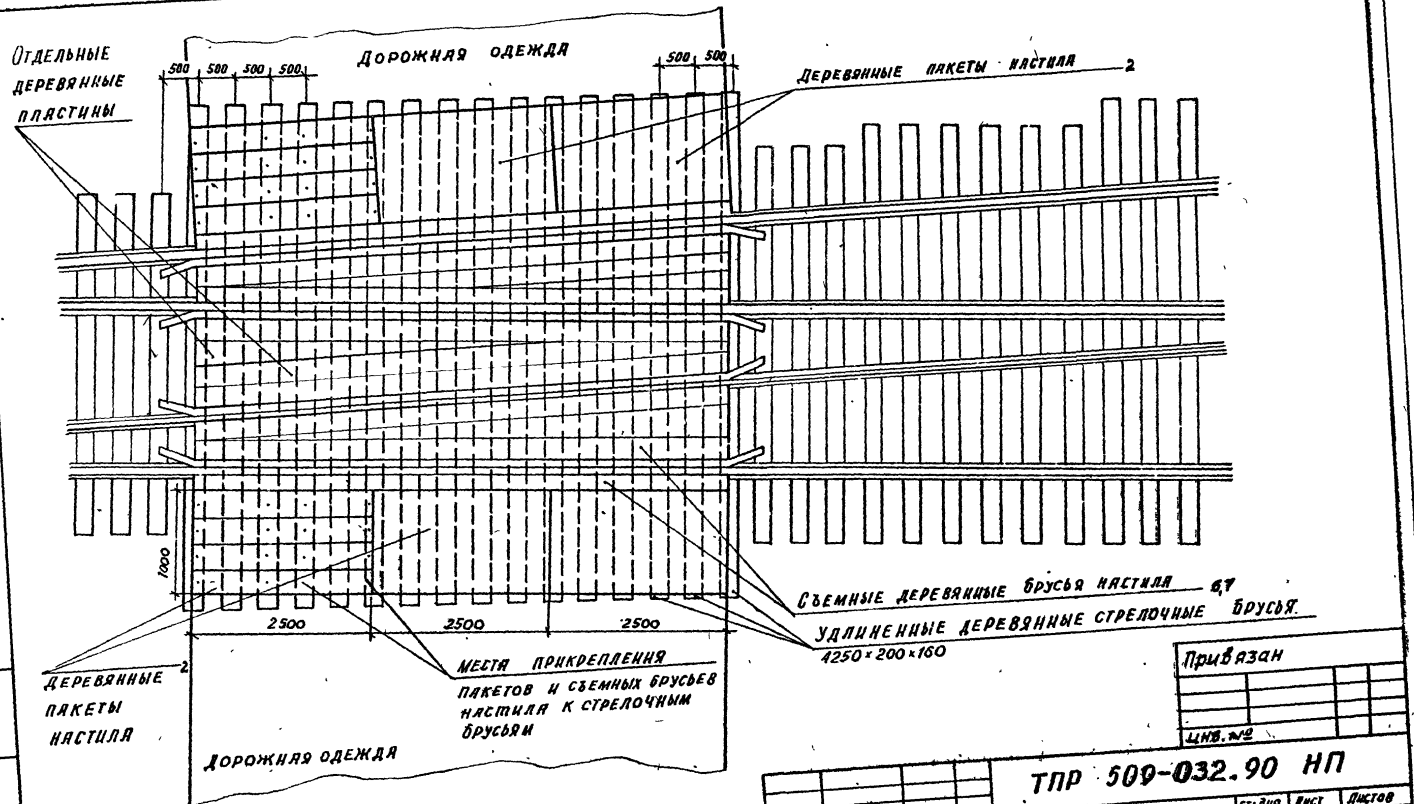 ОТДЕЛЬНЫЕ
ДЕРЕВЯННЫЕ
ПЛАСТИНЫ
ДОРОЖНАЯ ОДЕЖДА
500 500 500 500
500 500
ДЕРЕВЯННЫЕ ПАКЕТЫ НАСТИЛА 2
1000
2500 2500 2500
СЪЕМНЫЕ ДЕРЕВЯННЫЕ БРУСЬЯ НАСТИЛА 6,7
УДЛИНЕННЫЕ ДЕРЕВЯННЫЕ СТРЕЛОЧНЫЕ БРУСЬЯ
4250×200×160
ДЕРЕВЯННЫЕ 2
ПАКЕТЫ
НАСТИЛА
МЕСТА ПРИКРЕПЛЕНИЯ
ПАКЕТОВ И СЪЕМНЫХ БРУСЬЕВ
НАСТИЛА К СТРЕЛОЧНЫМ
БРУСЬЯМ
ДОРОЖНАЯ ОДЕЖДА
Привязан
ИНВ. №
ТПР 509-032.90 НП
Стадия Лист Листов